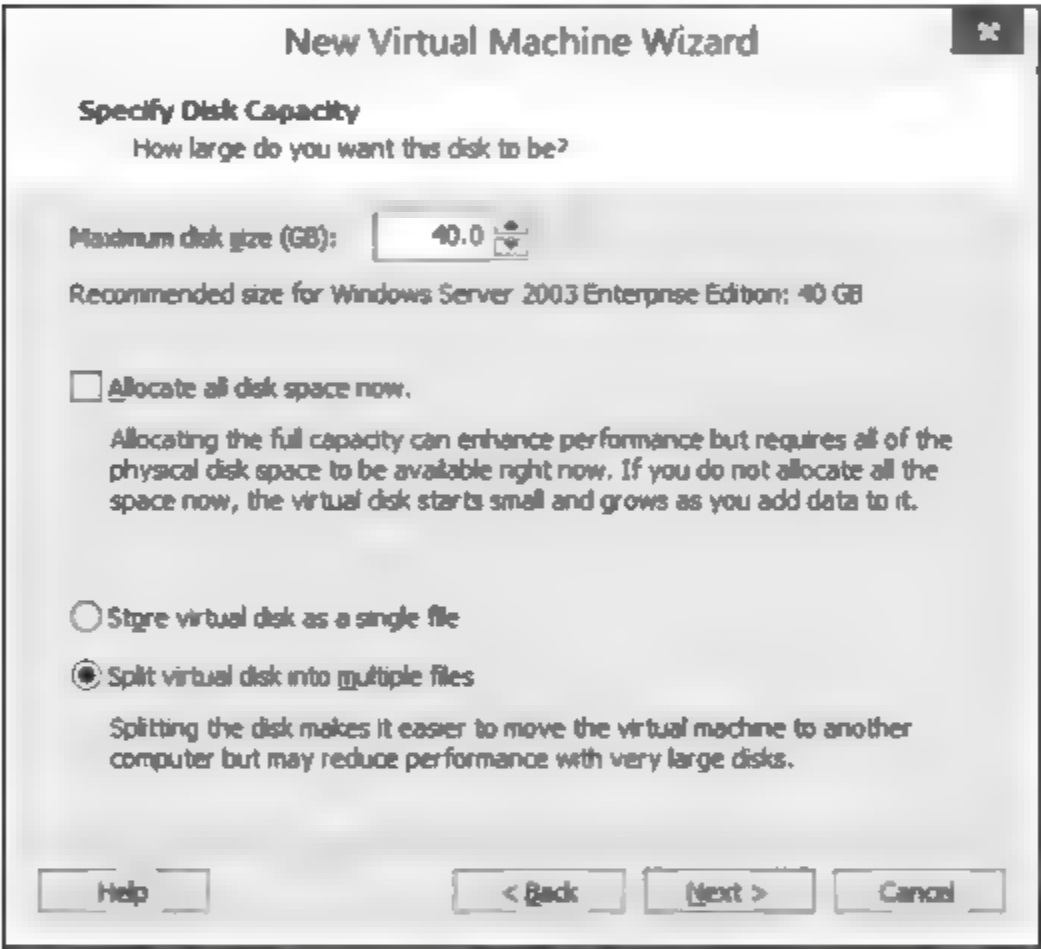 New Virtual Machine Wizard
Specify Disk Capacity
How large do you want this disk to be?
Maximum disk size (GB): 40.0
Recommended size for Windows Server 2003 Enterprise Edition: 40 GB
Allocate all disk space now.
Allocating the full capacity can enhance performance but requires all of the
physical disk space to be available right now. If you do not allocate all the
space now, the virtual disk starts small and grows as you add data to it.
Store virtual disk as a single file
Split virtual disk into multiple files
Splitting the disk makes it easier to move the virtual machine to another
computer but may reduce performance with very large disks.
Help < Back Next > Cancel